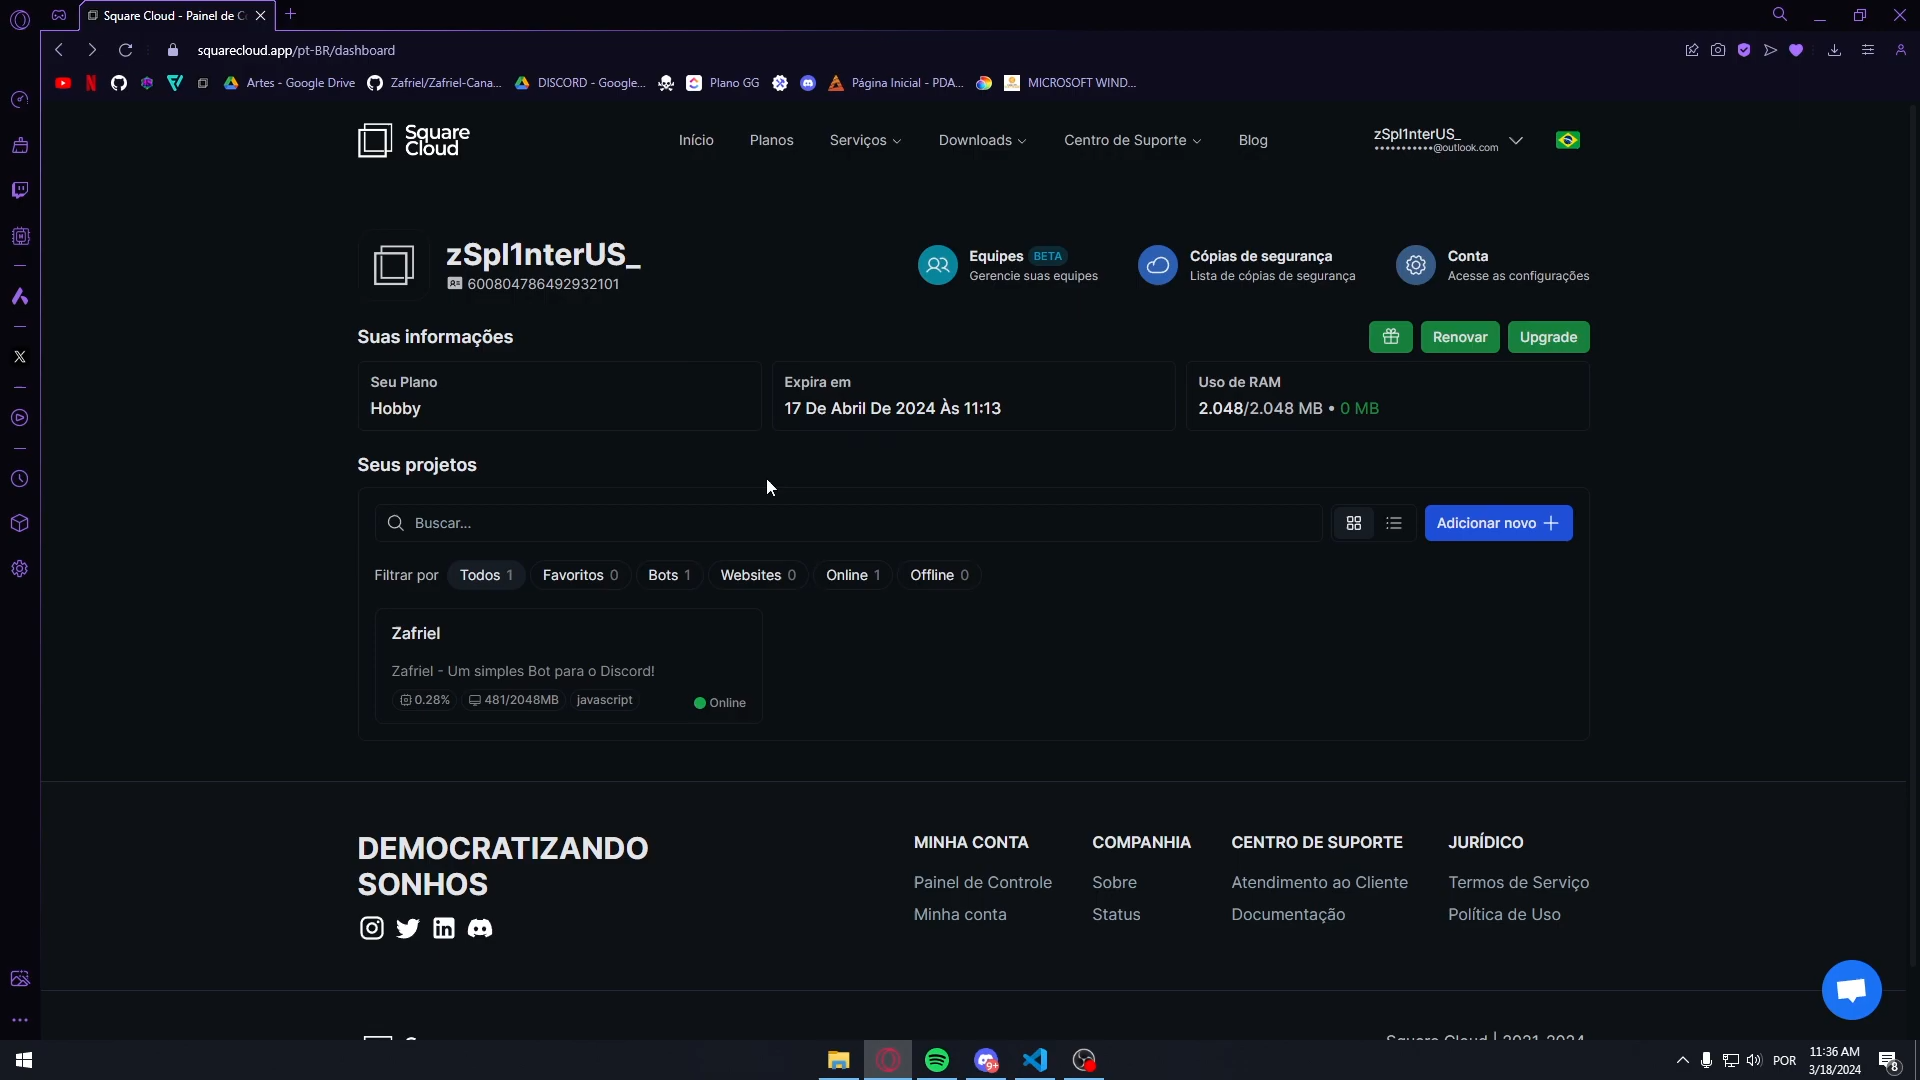 Square Cloud - Painel de Co
squarecloud.app/pt-BR/dashboard
Artes - Google Drive
Zafriel/Zafriel-Cana...
DISCORD - Google...
Plano GG
Página Inicial - PDA...
MICROSOFT WIND...
Square
Cloud
Início
Planos
Serviços
Downloads
Centro de Suporte
Blog
zSpl1nterUS_
•••••••••••@outlook.com
zSpl1nterUS_
600804786492932101
Equipes BETA
Gerencie suas equipes
Cópias de segurança
Lista de cópias de segurança
Conta
Acesse as configurações
Suas informações
Renovar
Upgrade
Seu Plano
Hobby
Expira em
17 De Abril De 2024 Às 11:13
Uso de RAM
2.048/2.048 MB • 0 MB
Seus projetos
Buscar...
Adicionar novo
Filtrar por
Todos 1
Favoritos 0
Bots 1
Websites 0
Online 1
Offline 0
Zafriel
Zafriel - Um simples Bot para o Discord!
0.28%
481/2048MB
javascript
Online
DEMOCRATIZANDO
SONHOS
MINHA CONTA
Painel de Controle
Minha conta
COMPANHIA
Sobre
Status
CENTRO DE SUPORTE
Atendimento ao Cliente
Documentação
JURÍDICO
Termos de Serviço
Política de Uso
Square Cloud | 2021-2024
9+
POR
11:36 AM
3/18/2024
8